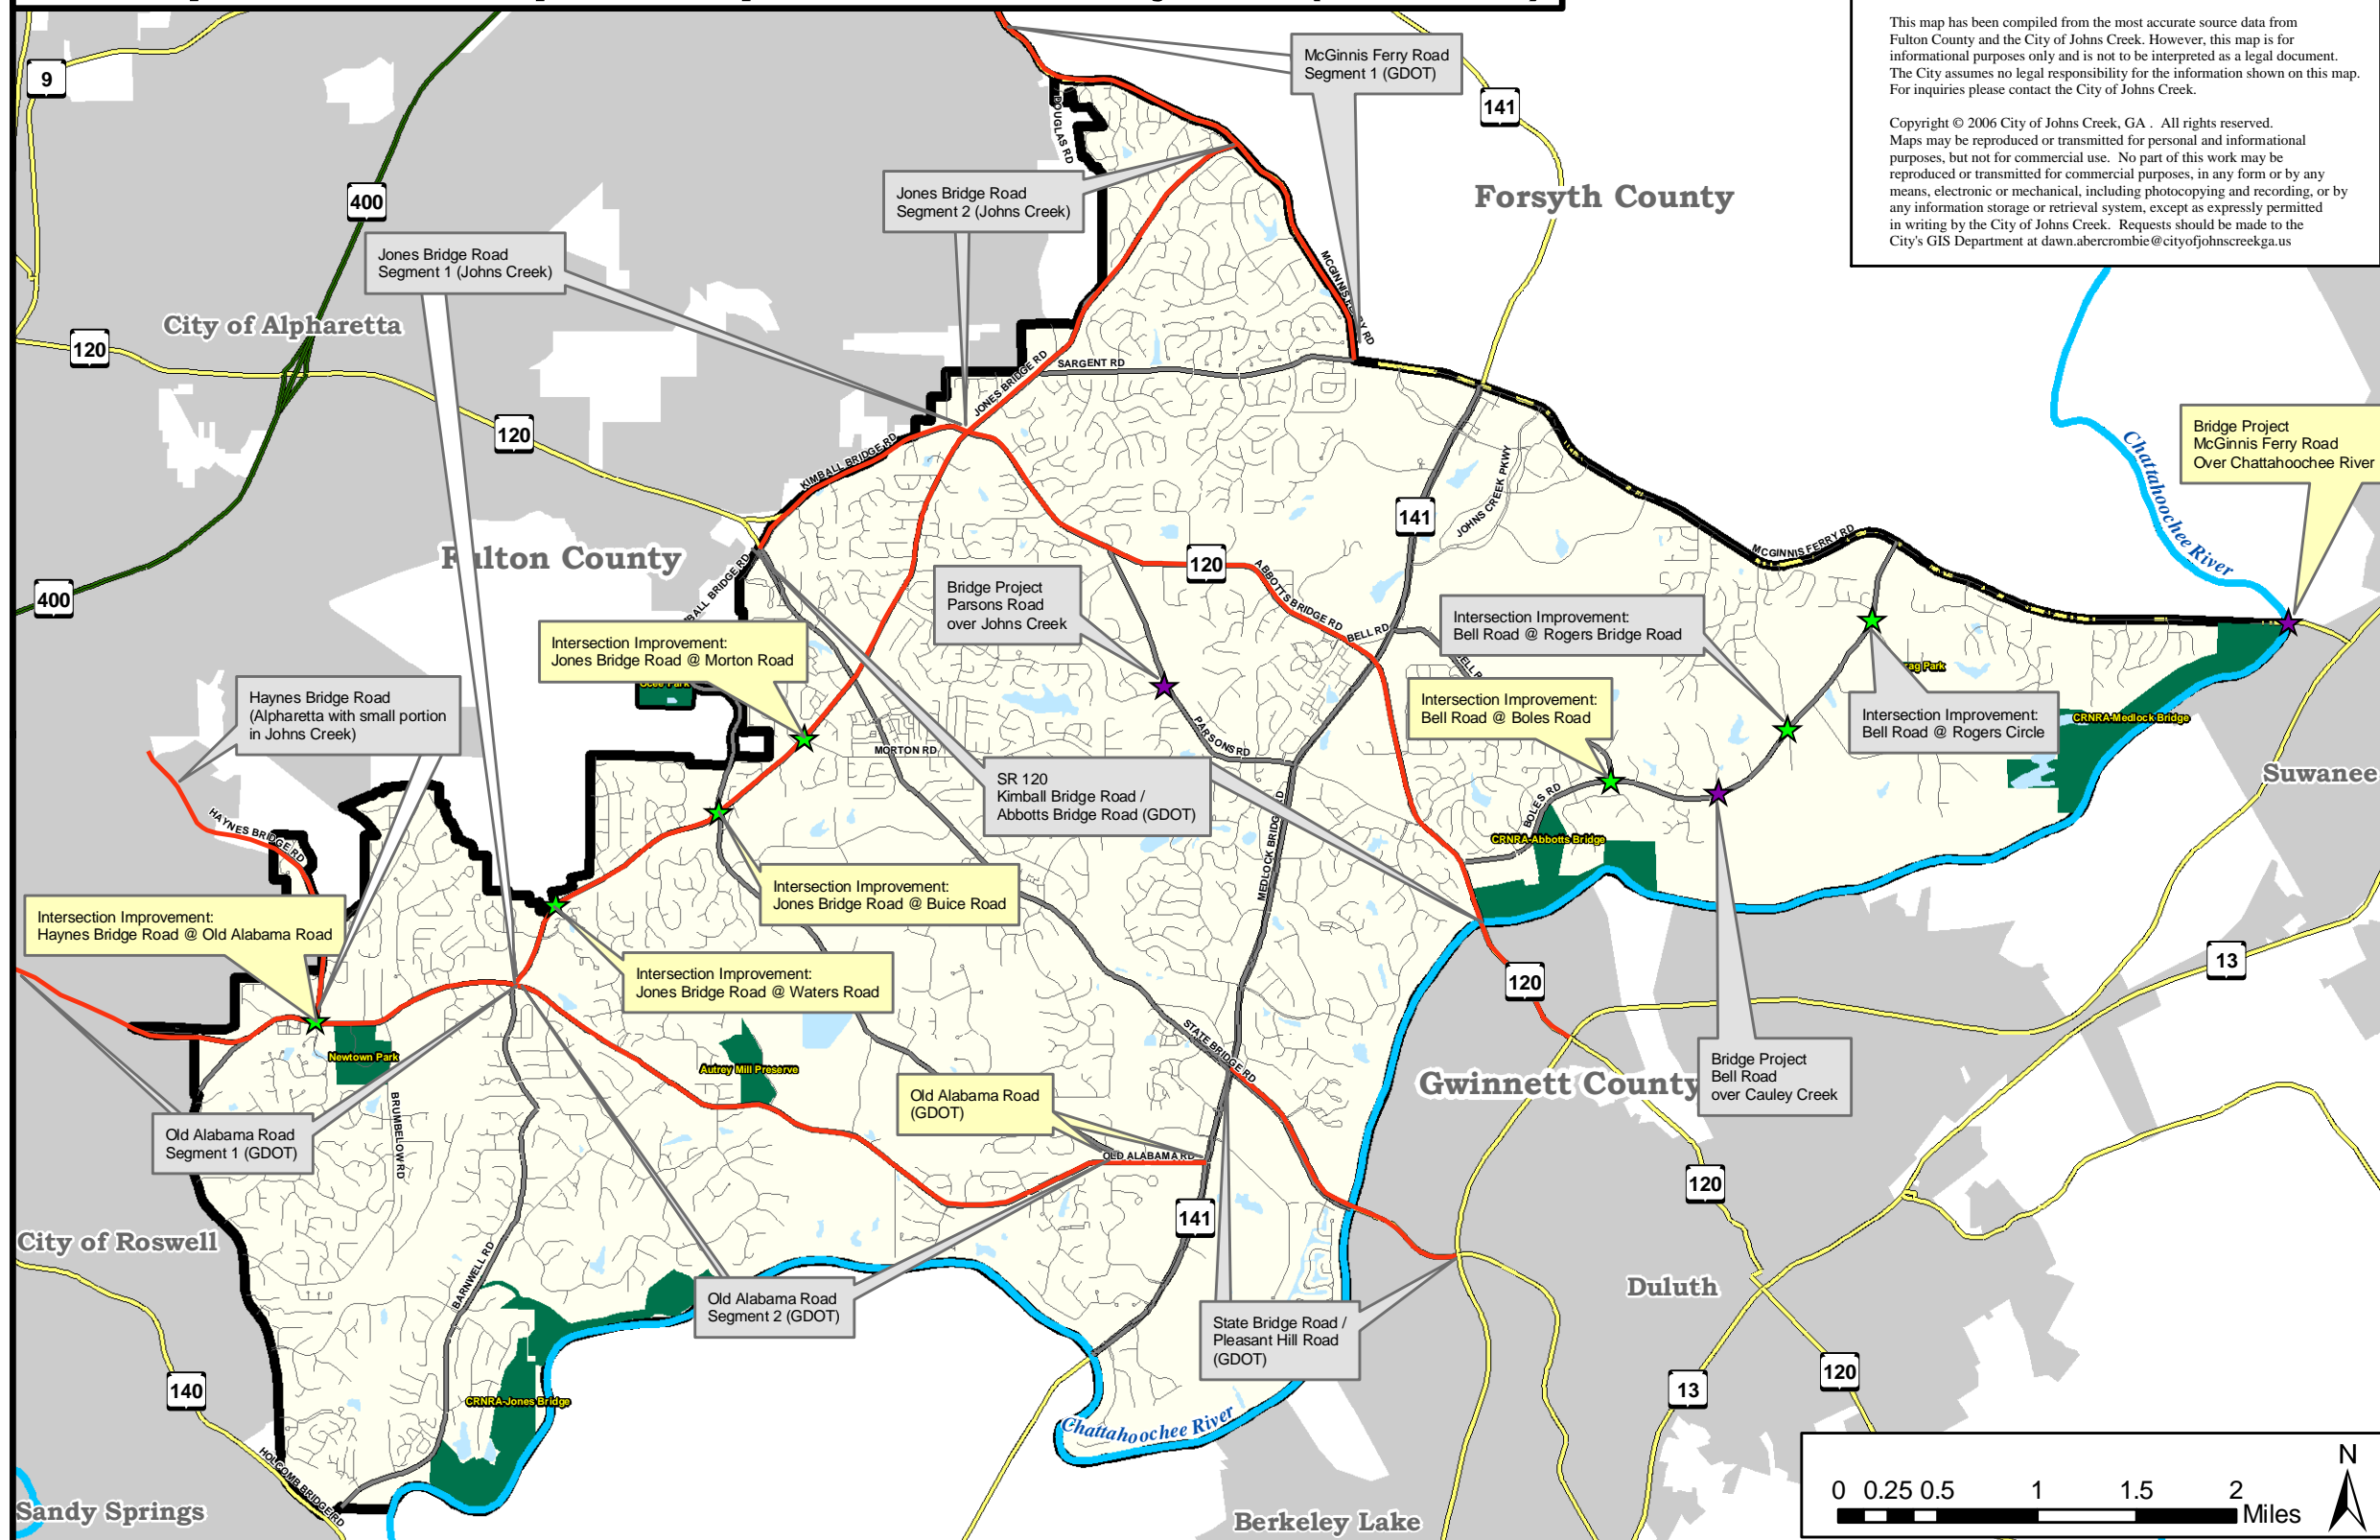 This map has been compiled from the most accurate source data from
Fulton County and the City of Johns Creek. However, this map is for
informational purposes only and is not to be interpreted as a legal document.
The City assumes no legal responsibility for the information shown on this map.
For inquiries please contact the City of Johns Creek.
Copyright © 2006 City of Johns Creek, GA . All rights reserved.
Maps may be reproduced or transmitted for personal and informational
purposes, but not for commercial use. No part of this work may be
reproduced or transmitted for commercial purposes, in any form or by any
means, electronic or mechanical, including photocopying and recording, or by
any information storage or retrieval system, except as expressly permitted
in writing by the City of Johns Creek. Requests should be made to the
City's GIS Department at dawn.abercrombie@cityofjohnscreekga.us
McGinnis Ferry Road
Segment 1 (GDOT)
9
141
DOUGLAS RD
400
Jones Bridge Road
Segment 2 (Johns Creek)
Forsyth County
Jones Bridge Road
Segment 1 (Johns Creek)
MCGINNIS FERRY RD
City of Alpharetta
120
SARGENT RD
JONES BRIDGE RD
120
KIMBALL BRIDGE RD
Bridge Project
McGinnis Ferry Road
Over Chattahoochee River
Chattahoochee River
141
JOHNS CREEK PKWY
MCGINNIS FERRY RD
Fulton County
120
ABBOTTS BRIDGE RD
400
BALL BRIDGE RD
Bridge Project
Parsons Road
over Johns Creek
BELL RD
Intersection Improvement:
Bell Road @ Rogers Bridge Road
Intersection Improvement:
Jones Bridge Road @ Morton Road
Haynes Bridge Road
(Alpharetta with small portion
in Johns Creek)
Intersection Improvement:
Bell Road @ Boles Road
Intersection Improvement:
Bell Road @ Rogers Circle
CRNRA-Medlock Bridge
Suwanee
PARSONS RD
MORTON RD
SR 120
Kimball Bridge Road /
Abbotts Bridge Road (GDOT)
BOLES RD
HAYNES BRIDGE RD
CRNRA-Abbotts Bridge
MEDLOCK BRIDGE RD
Intersection Improvement:
Jones Bridge Road @ Buice Road
Intersection Improvement:
Haynes Bridge Road @ Old Alabama Road
Intersection Improvement:
Jones Bridge Road @ Waters Road
13
120
Newtown Park
Autrey Mill Preserve
STATE BRIDGE RD
Gwinnett County
Bridge Project
Bell Road
over Cauley Creek
Old Alabama Road
(GDOT)
BRUMBELOW RD
Old Alabama Road
Segment 1 (GDOT)
OLD ALABAMA RD
120
141
City of Roswell
BARNWELL RD
Old Alabama Road
Segment 2 (GDOT)
Duluth
State Bridge Road /
Pleasant Hill Road
(GDOT)
140
13
120
CRNRA-Jones Bridge
Chattahoochee River
HOLCOMB BRIDGE RD
Sandy Springs
Berkeley Lake
N
0 0.25 0.5 1 1.5 2
Miles